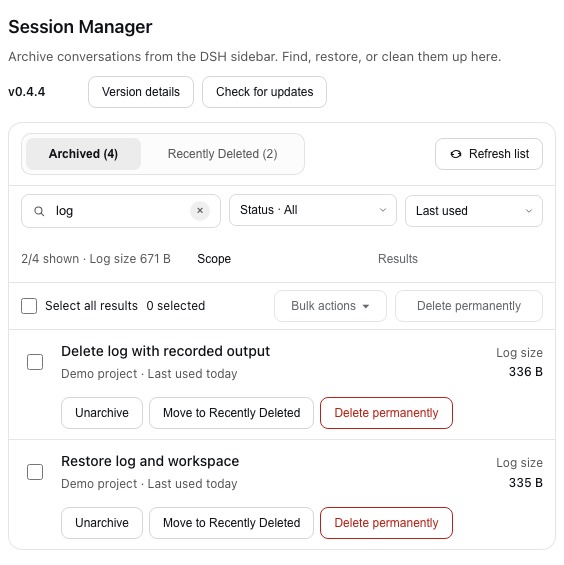 Session Manager
Archive conversations from the DSH sidebar. Find, restore, or clean them up here.
v0.4.4 Version details Check for updates
Archived (4) Recently Deleted (2) Refresh list
log × Status · All Last used
2/4 shown · Log size 671 B Scope Results
Select all results 0 selected Bulk actions Delete permanently
Delete log with recorded output Log size
Demo project · Last used today 336 B
Unarchive Move to Recently Deleted Delete permanently
Restore log and workspace Log size
Demo project · Last used today 335 B
Unarchive Move to Recently Deleted Delete permanently